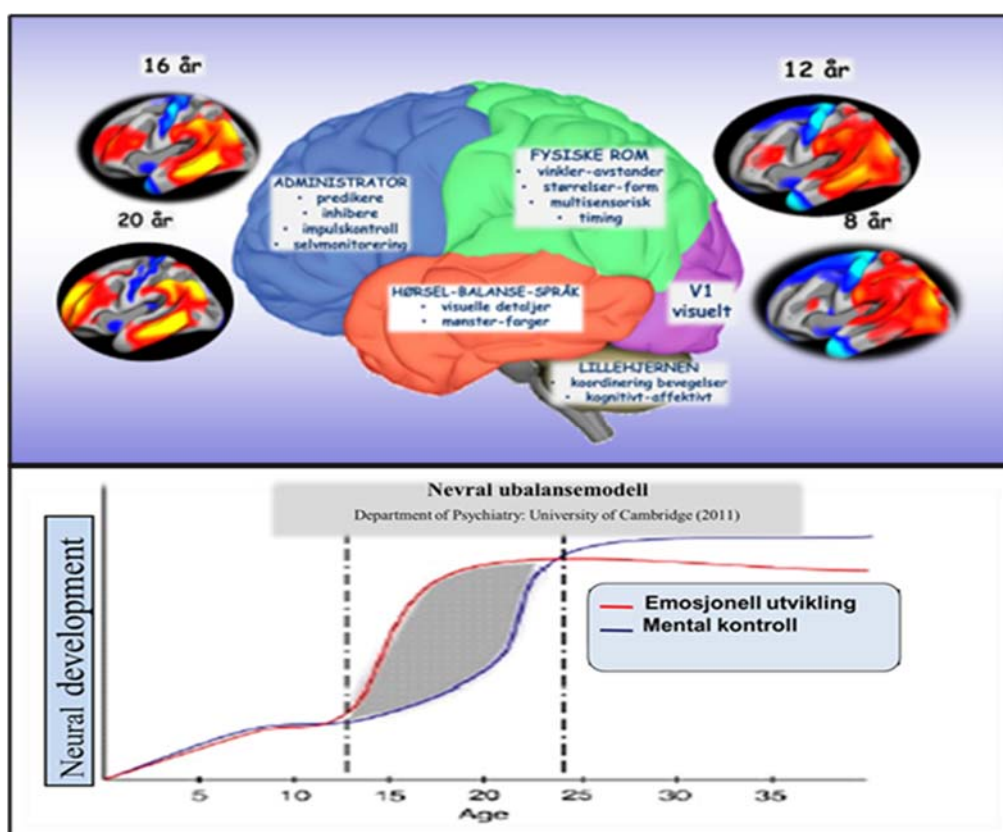 16 år
12 år
FYSISKE ROM
• vinkler-avstander
• størrelser-form
• multisensorisk
• timing
ADMINISTRATOR
• predikere
• inhibere
• impulskontroll
• selvmonitorering
20 år
8 år
HØRSEL-BALANSE-SPRÅK
• visuelle detaljer
• mønster-farger
V1
visuelt
LILLEHJERNEN
• koordinering bevegelser
• kognitivt-affektivt
Nevral ubalansemodell
Department of Psychiatry: University of Cambridge (2011)
Neural development
Emosjonell utvikling
Mental kontroll
5 10 15 20 25 30 35
Age